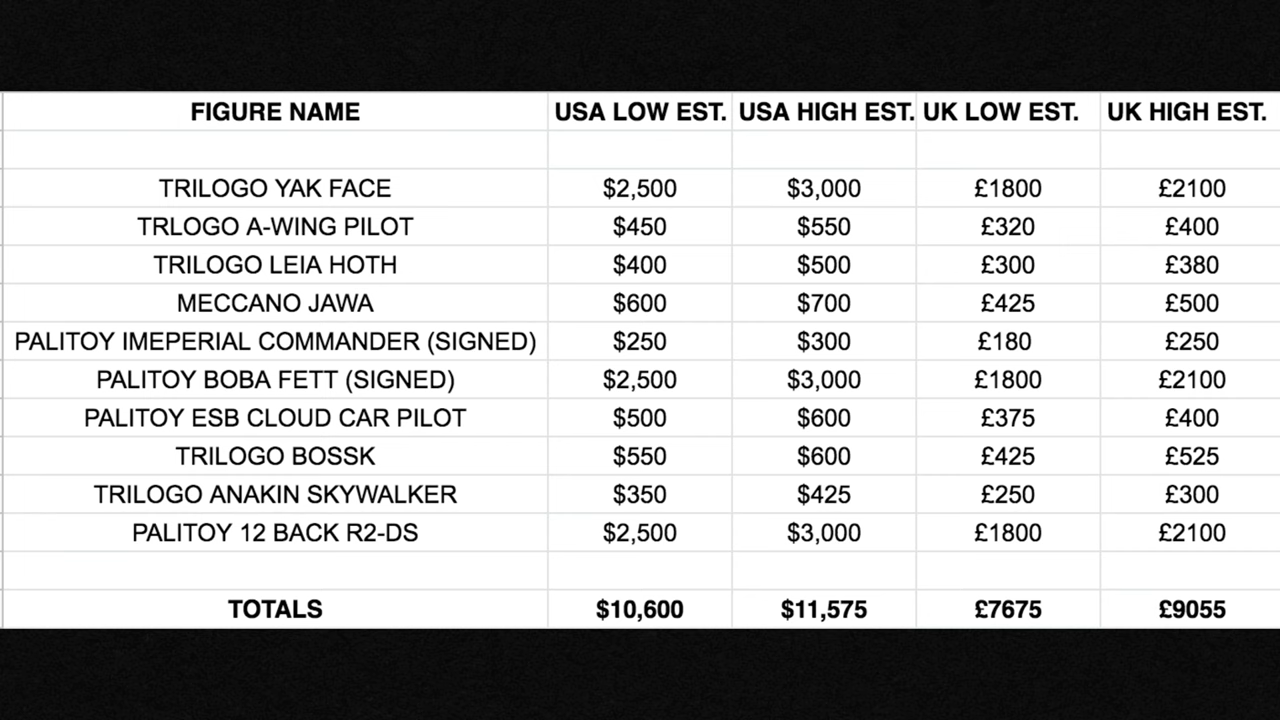 FIGURE NAME USA LOW EST. USA HIGH EST. UK LOW EST. UK HIGH EST.
TRILOGO YAK FACE $2,500 $3,000 £1800 £2100
TRLOGO A-WING PILOT $450 $550 £320 £400
TRILOGO LEIA HOTH $400 $500 £300 £380
MECCANO JAWA $600 $700 £425 £500
PALITOY IMEPERIAL COMMANDER (SIGNED) $250 $300 £180 £250
PALITOY BOBA FETT (SIGNED) $2,500 $3,000 £1800 £2100
PALITOY ESB CLOUD CAR PILOT $500 $600 £375 £400
TRILOGO BOSSK $550 $600 £425 £525
TRILOGO ANAKIN SKYWALKER $350 $425 £250 £300
PALITOY 12 BACK R2-DS $2,500 $3,000 £1800 £2100
TOTALS $10,600 $11,575 £7675 £9055